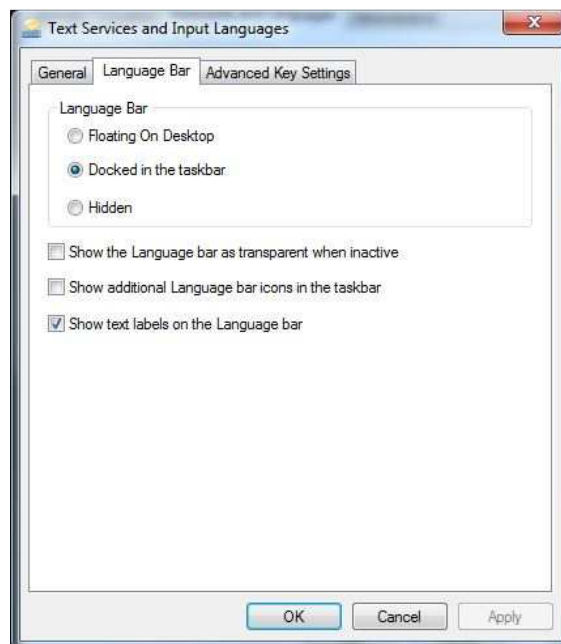 Text Services and Input Languages
General Language Bar Advanced Key Settings
Language Bar
Floating On Desktop
Docked in the taskbar
Hidden
Show the Language bar as transparent when inactive
Show additional Language bar icons in the taskbar
Show text labels on the Language bar
OK Cancel Apply